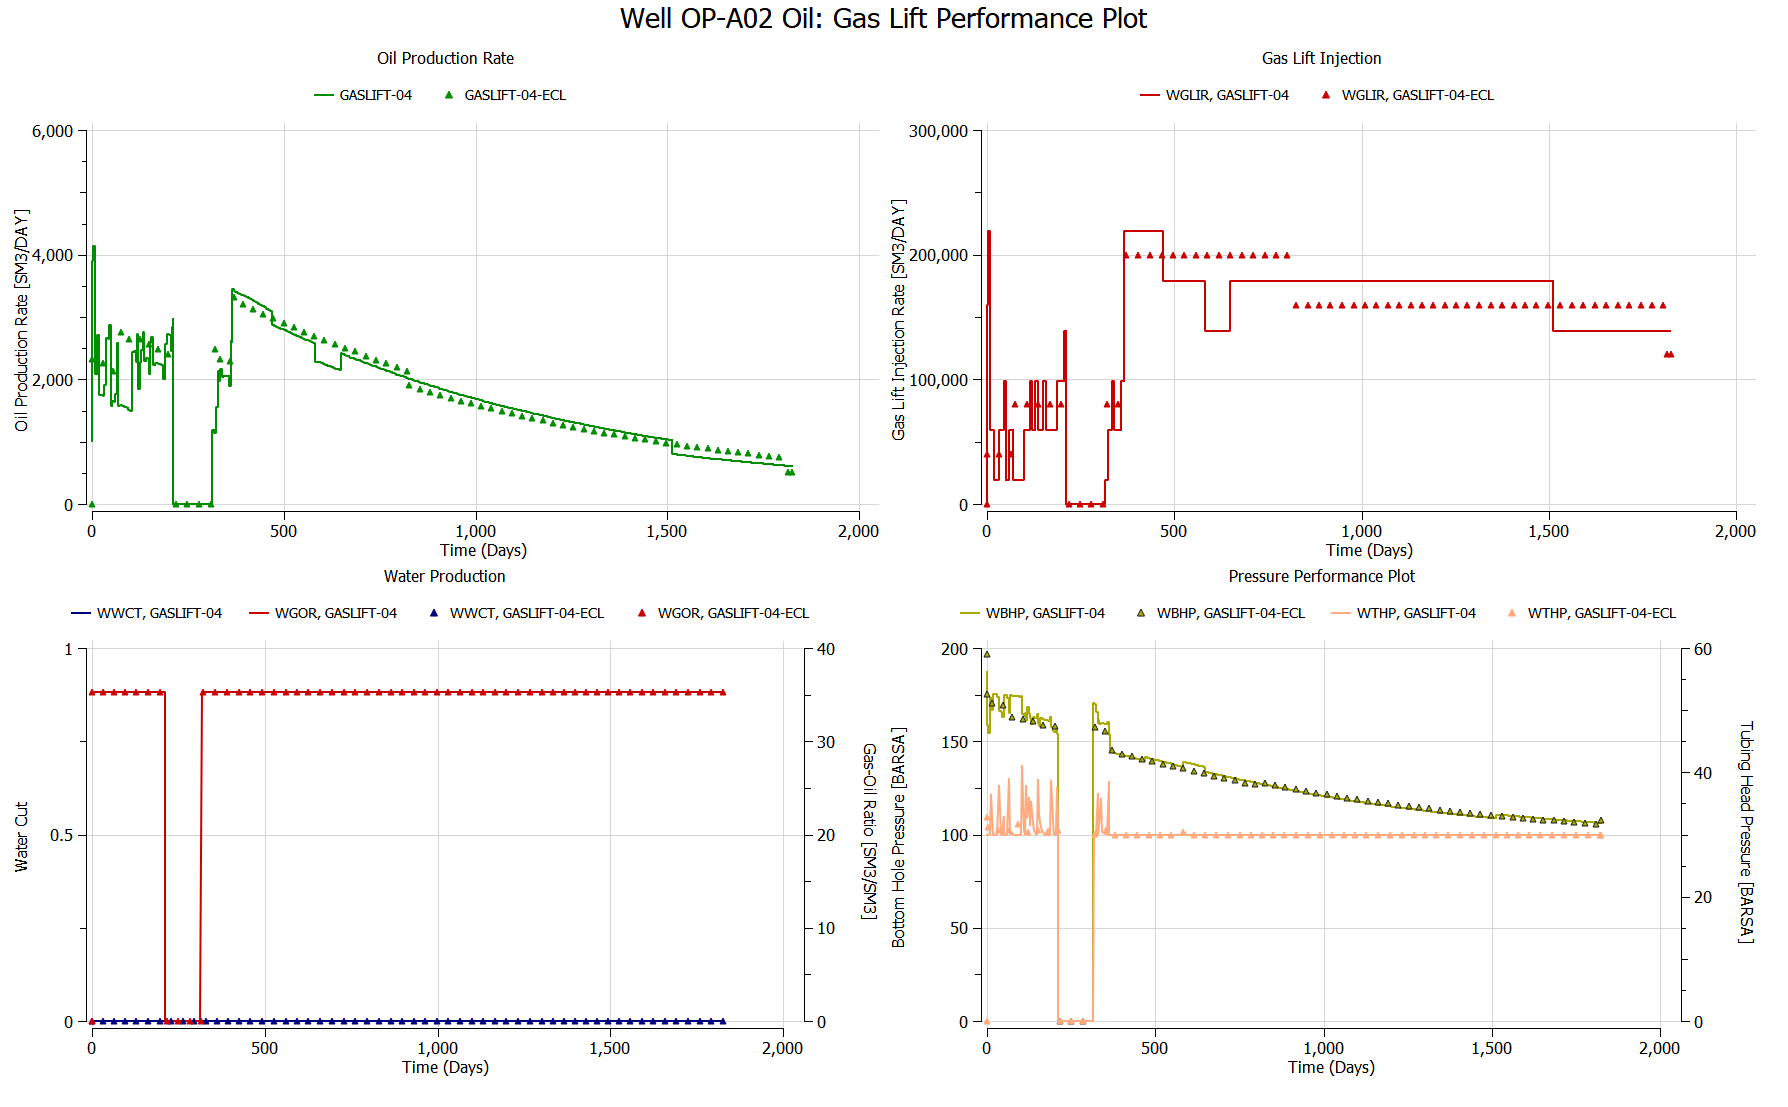 Well OP-A02 Oil: Gas Lift Performance Plot
Oil Production Rate
GASLIFT-04 GASLIFT-04-ECL
6,000
4,000
2,000
0
Oil Production Rate [SM3/DAY]
0 500 1,000 1,500 2,000
Time (Days)
Gas Lift Injection
WGLIR, GASLIFT-04 WGLIR, GASLIFT-04-ECL
300,000
200,000
100,000
0
Gas Lift Injection Rate [SM3/DAY]
0 500 1,000 1,500 2,000
Time (Days)
Water Production
WWCT, GASLIFT-04 WGOR, GASLIFT-04 WWCT, GASLIFT-04-ECL WGOR, GASLIFT-04-ECL
1
0.5
0
Water Cut
40
30
20
10
0
Gas-Oil Ratio [SM3/SM3]
0 500 1,000 1,500 2,000
Time (Days)
Pressure Performance Plot
WBHP, GASLIFT-04 WBHP, GASLIFT-04-ECL WTHP, GASLIFT-04 WTHP, GASLIFT-04-ECL
200
150
100
50
0
Bottom Hole Pressure [BARSA]
60
40
20
0
Tubing Head Pressure [BARSA]
0 500 1,000 1,500 2,000
Time (Days)